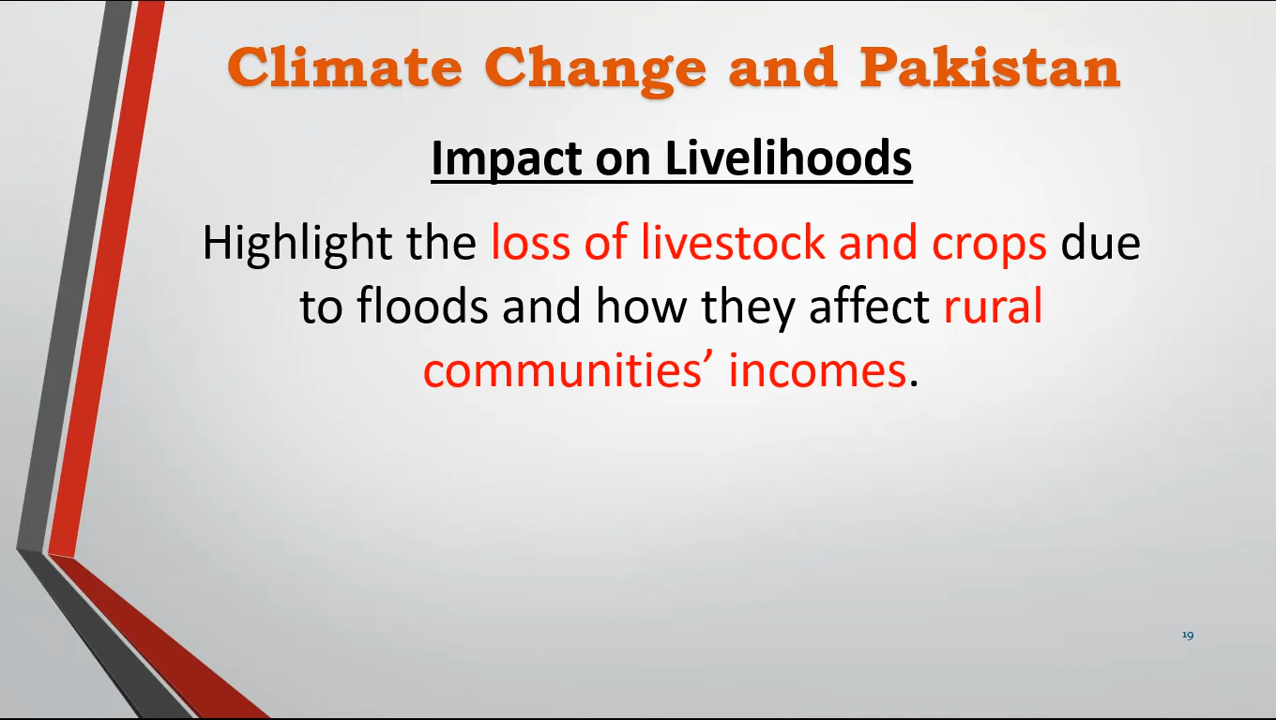 Climate Change and Pakistan
Impact on Livelihoods
Highlight the loss of livestock and crops due
to floods and how they affect rural
communities’ incomes.
19